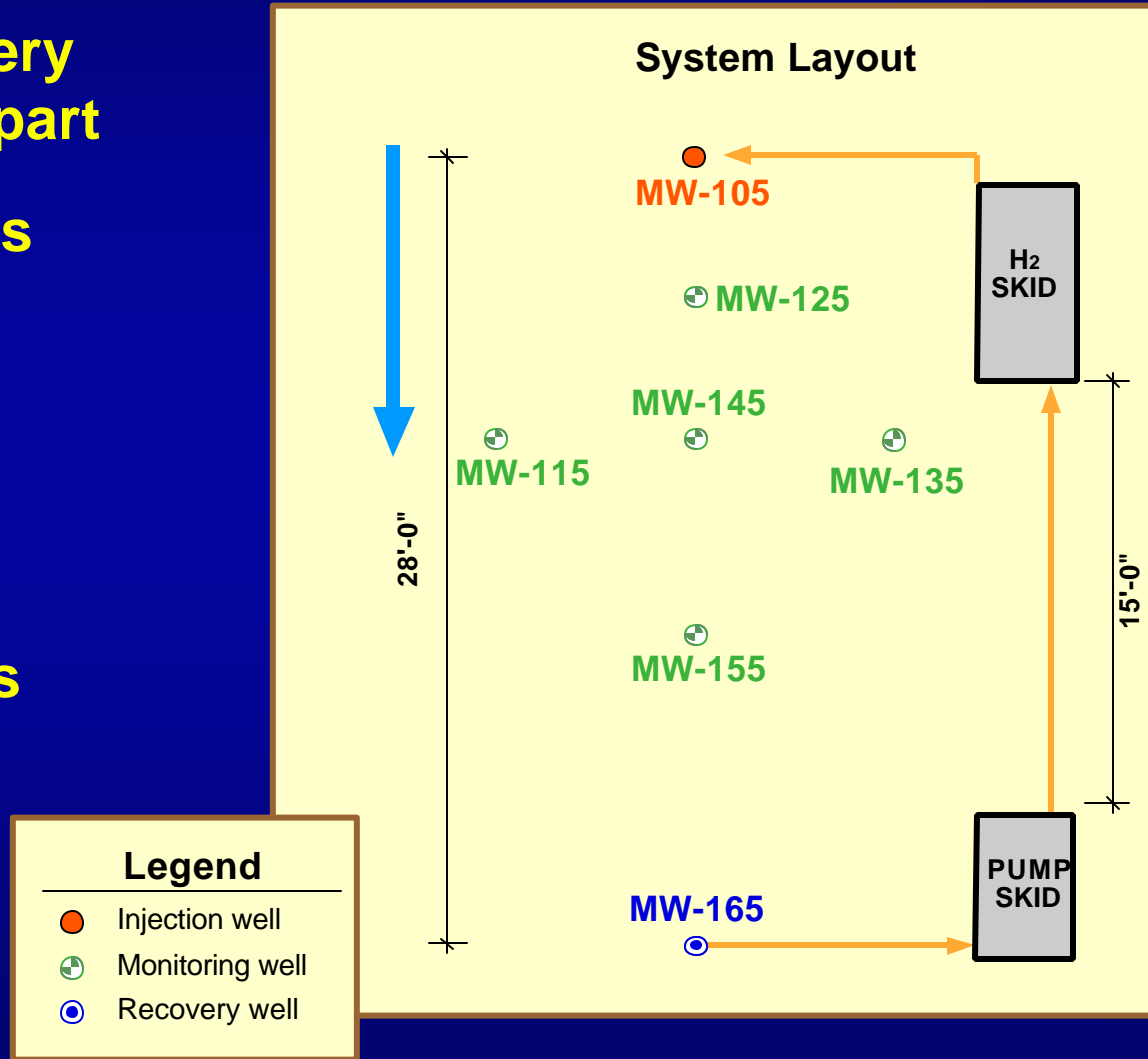 ery
part
s
s
System Layout
MW-105
H2
SKID
MW-125
MW-145
MW-115
MW-135
28'-0"
15'-0"
MW-155
PUMP
SKID
MW-165
Legend
Injection well
Monitoring well
Recovery well